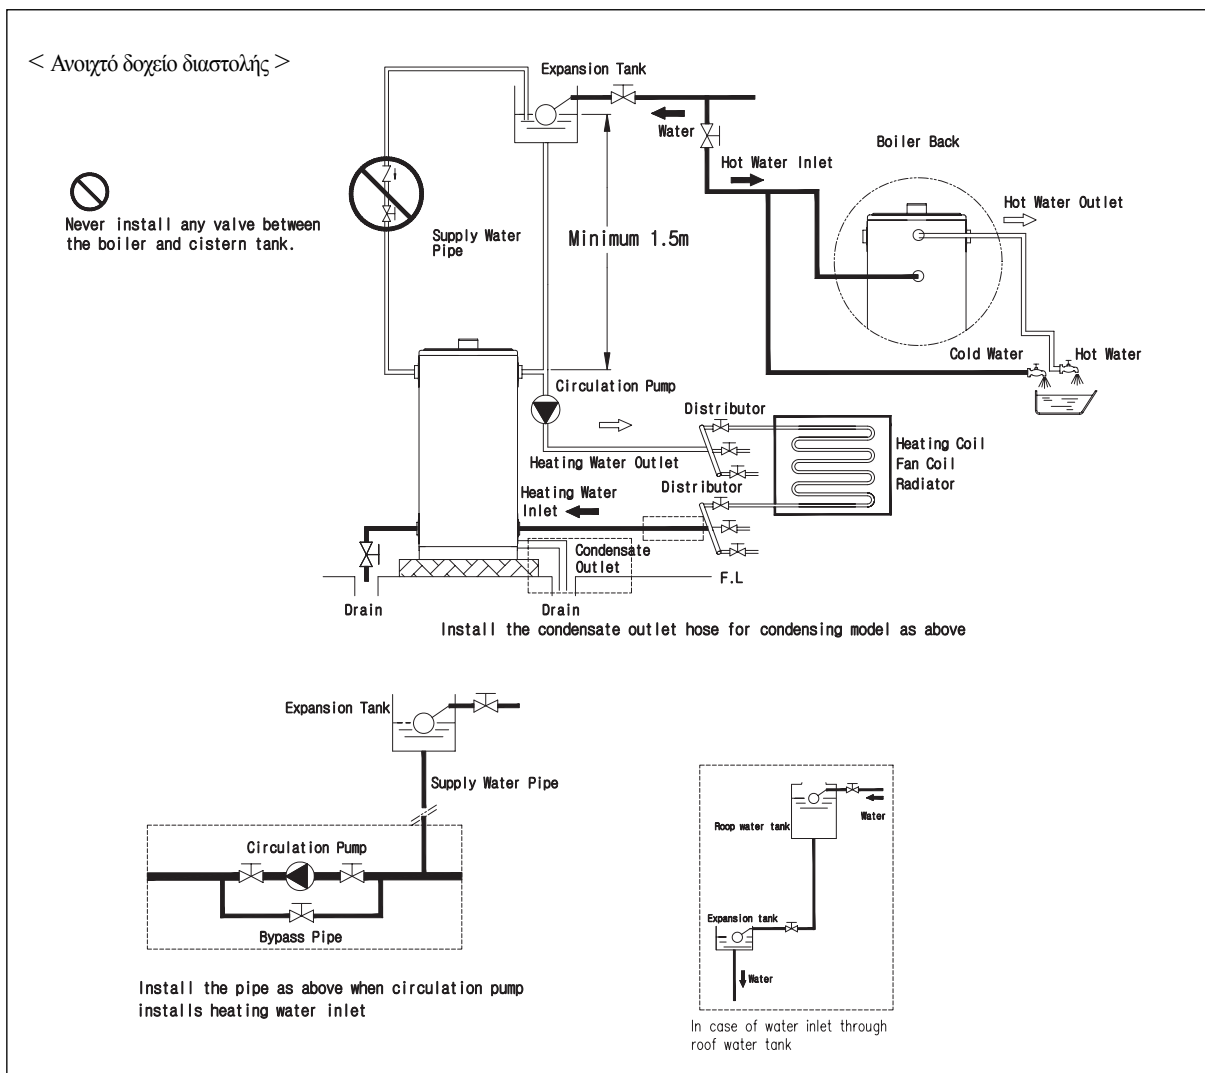 < Ανοιχτό δοχείο διαστολής >
Expansion Tank
Water
Hot Water Inlet
Boiler Back
Hot Water Outlet
Never install any valve between
the boiler and cistern tank.
Supply Water
Pipe
Minimum 1.5m
Cold Water
Hot Water
Circulation Pump
Distributor
Heating Coil
Fan Coil
Radiator
Heating Water Outlet
Distributor
Heating Water
Inlet
Condensate
Outlet
F.L
Drain
Drain
Install the condensate outlet hose for condensing model as above
Expansion Tank
Supply Water Pipe
Circulation Pump
Bypass Pipe
Install the pipe as above when circulation pump
installs heating water inlet
Roop water tank
Water
Expansion tank
Water
In case of water inlet through
roof water tank